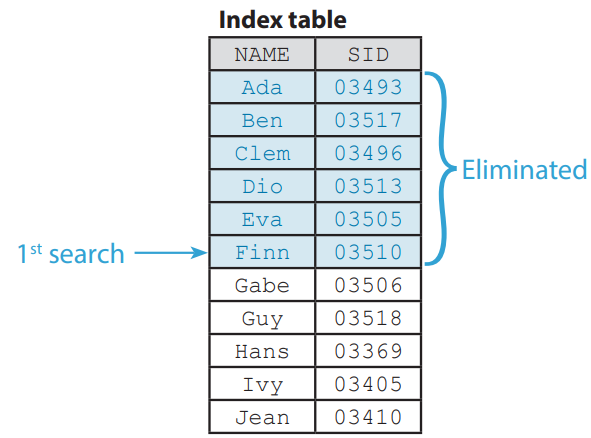 Index table
NAME SID
Ada 03493
Ben 03517
Clem 03496
Dio 03513
Eliminated
Eva 03505
1st search Finn 03510
Gabe 03506
Guy 03518
Hans 03369
Ivy 03405
Jean 03410